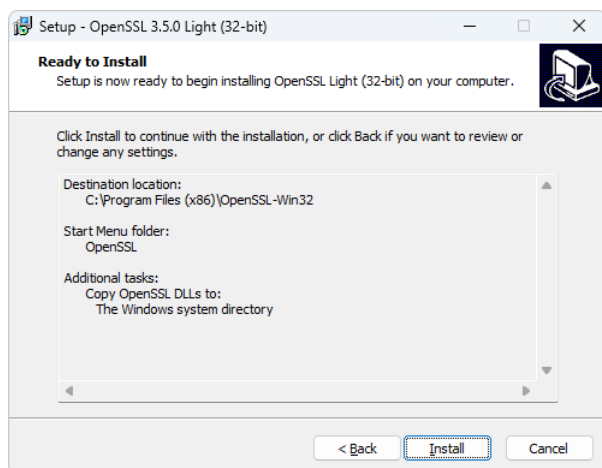 Setup - OpenSSL 3.5.0 Light (32-bit)
Ready to Install
Setup is now ready to begin installing OpenSSL Light (32-bit) on your computer.
Click Install to continue with the installation, or click Back if you want to review or
change any settings.
Destination location:
C:\Program Files (x86)\OpenSSL-Win32
Start Menu folder:
OpenSSL
Additional tasks:
Copy OpenSSL DLLs to:
The Windows system directory
< Back
Install
Cancel